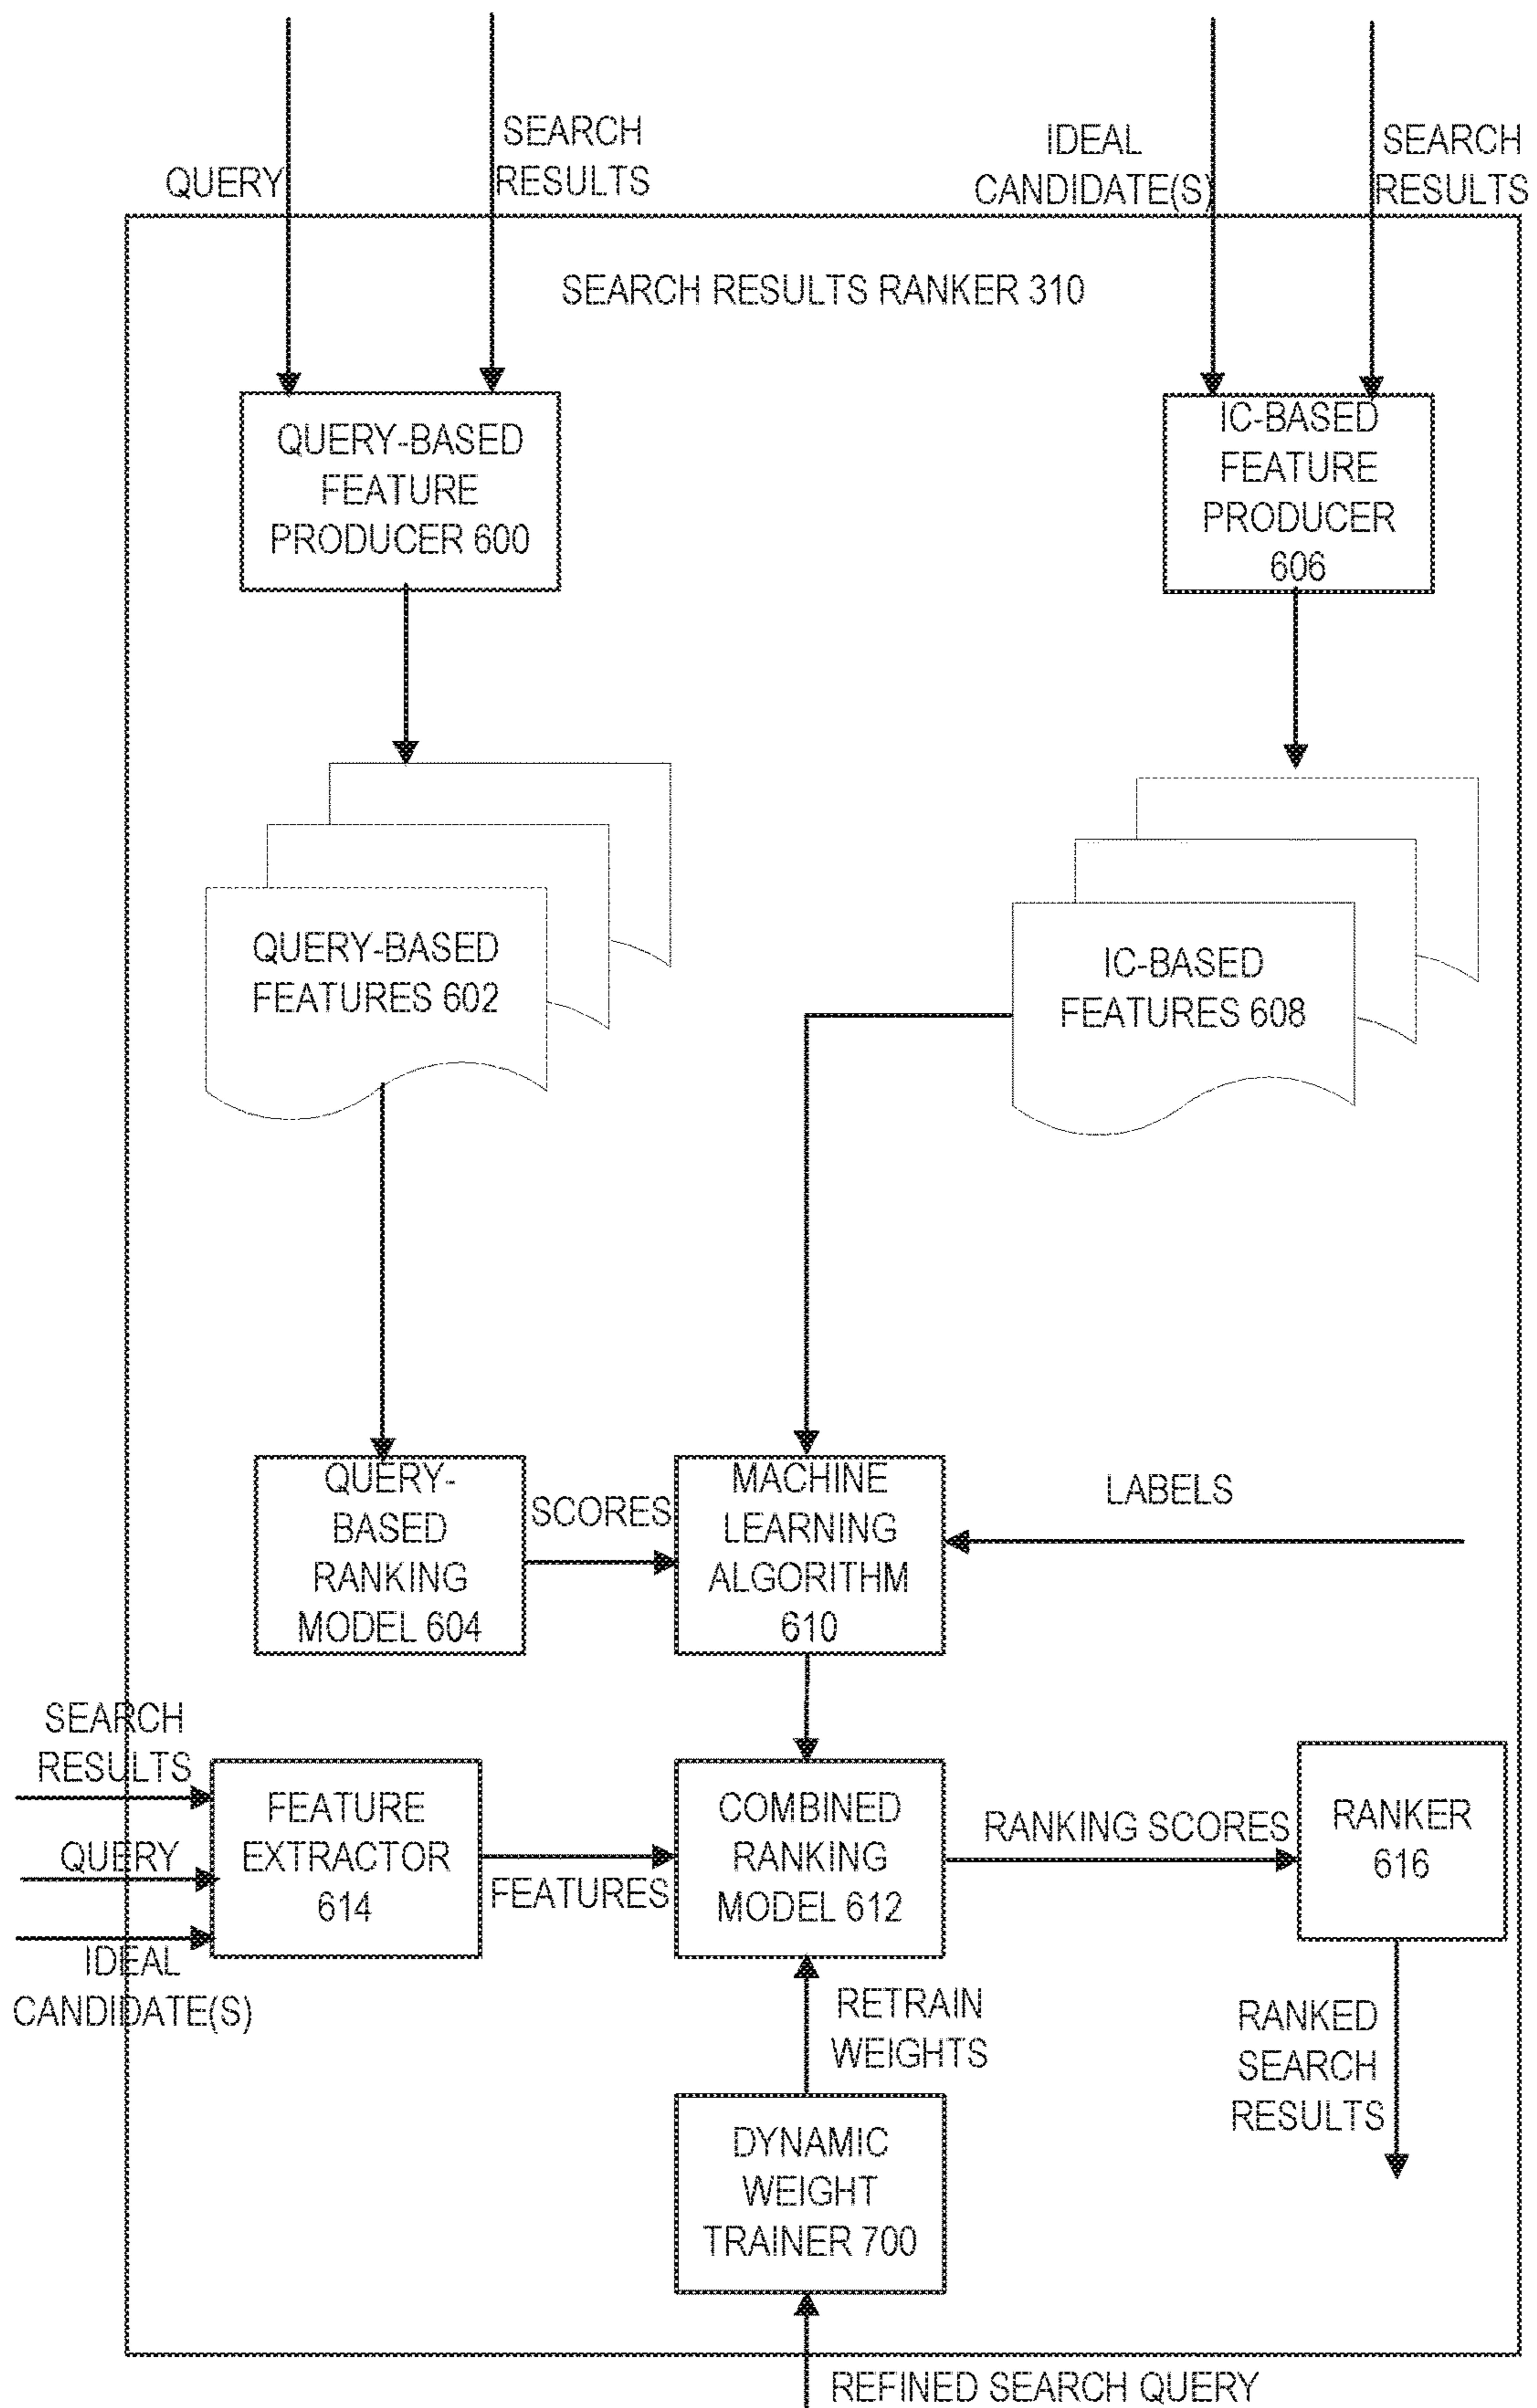 QUERY
SEARCH
RESULTS
IDEAL
CANDIDATE(S)
SEARCH
RESULTS
SEARCH RESULTS RANKER 310
QUERY-BASED
FEATURE
PRODUCER 600
IC-BASED
FEATURE
PRODUCER
606
QUERY-BASED
FEATURES 602
IC-BASED
FEATURES 608
QUERY-
BASED
RANKING
MODEL 604
SCORES
MACHINE
LEARNING
ALGORITHM
610
LABELS
SEARCH
RESULTS
QUERY
IDEAL
CANDIDATE(S)
FEATURE
EXTRACTOR
614
FEATURES
COMBINED
RANKING
MODEL 612
RANKING SCORES
RANKER
616
RETRAIN
WEIGHTS
RANKED
SEARCH
RESULTS
DYNAMIC
WEIGHT
TRAINER 700
REFINED SEARCH QUERY